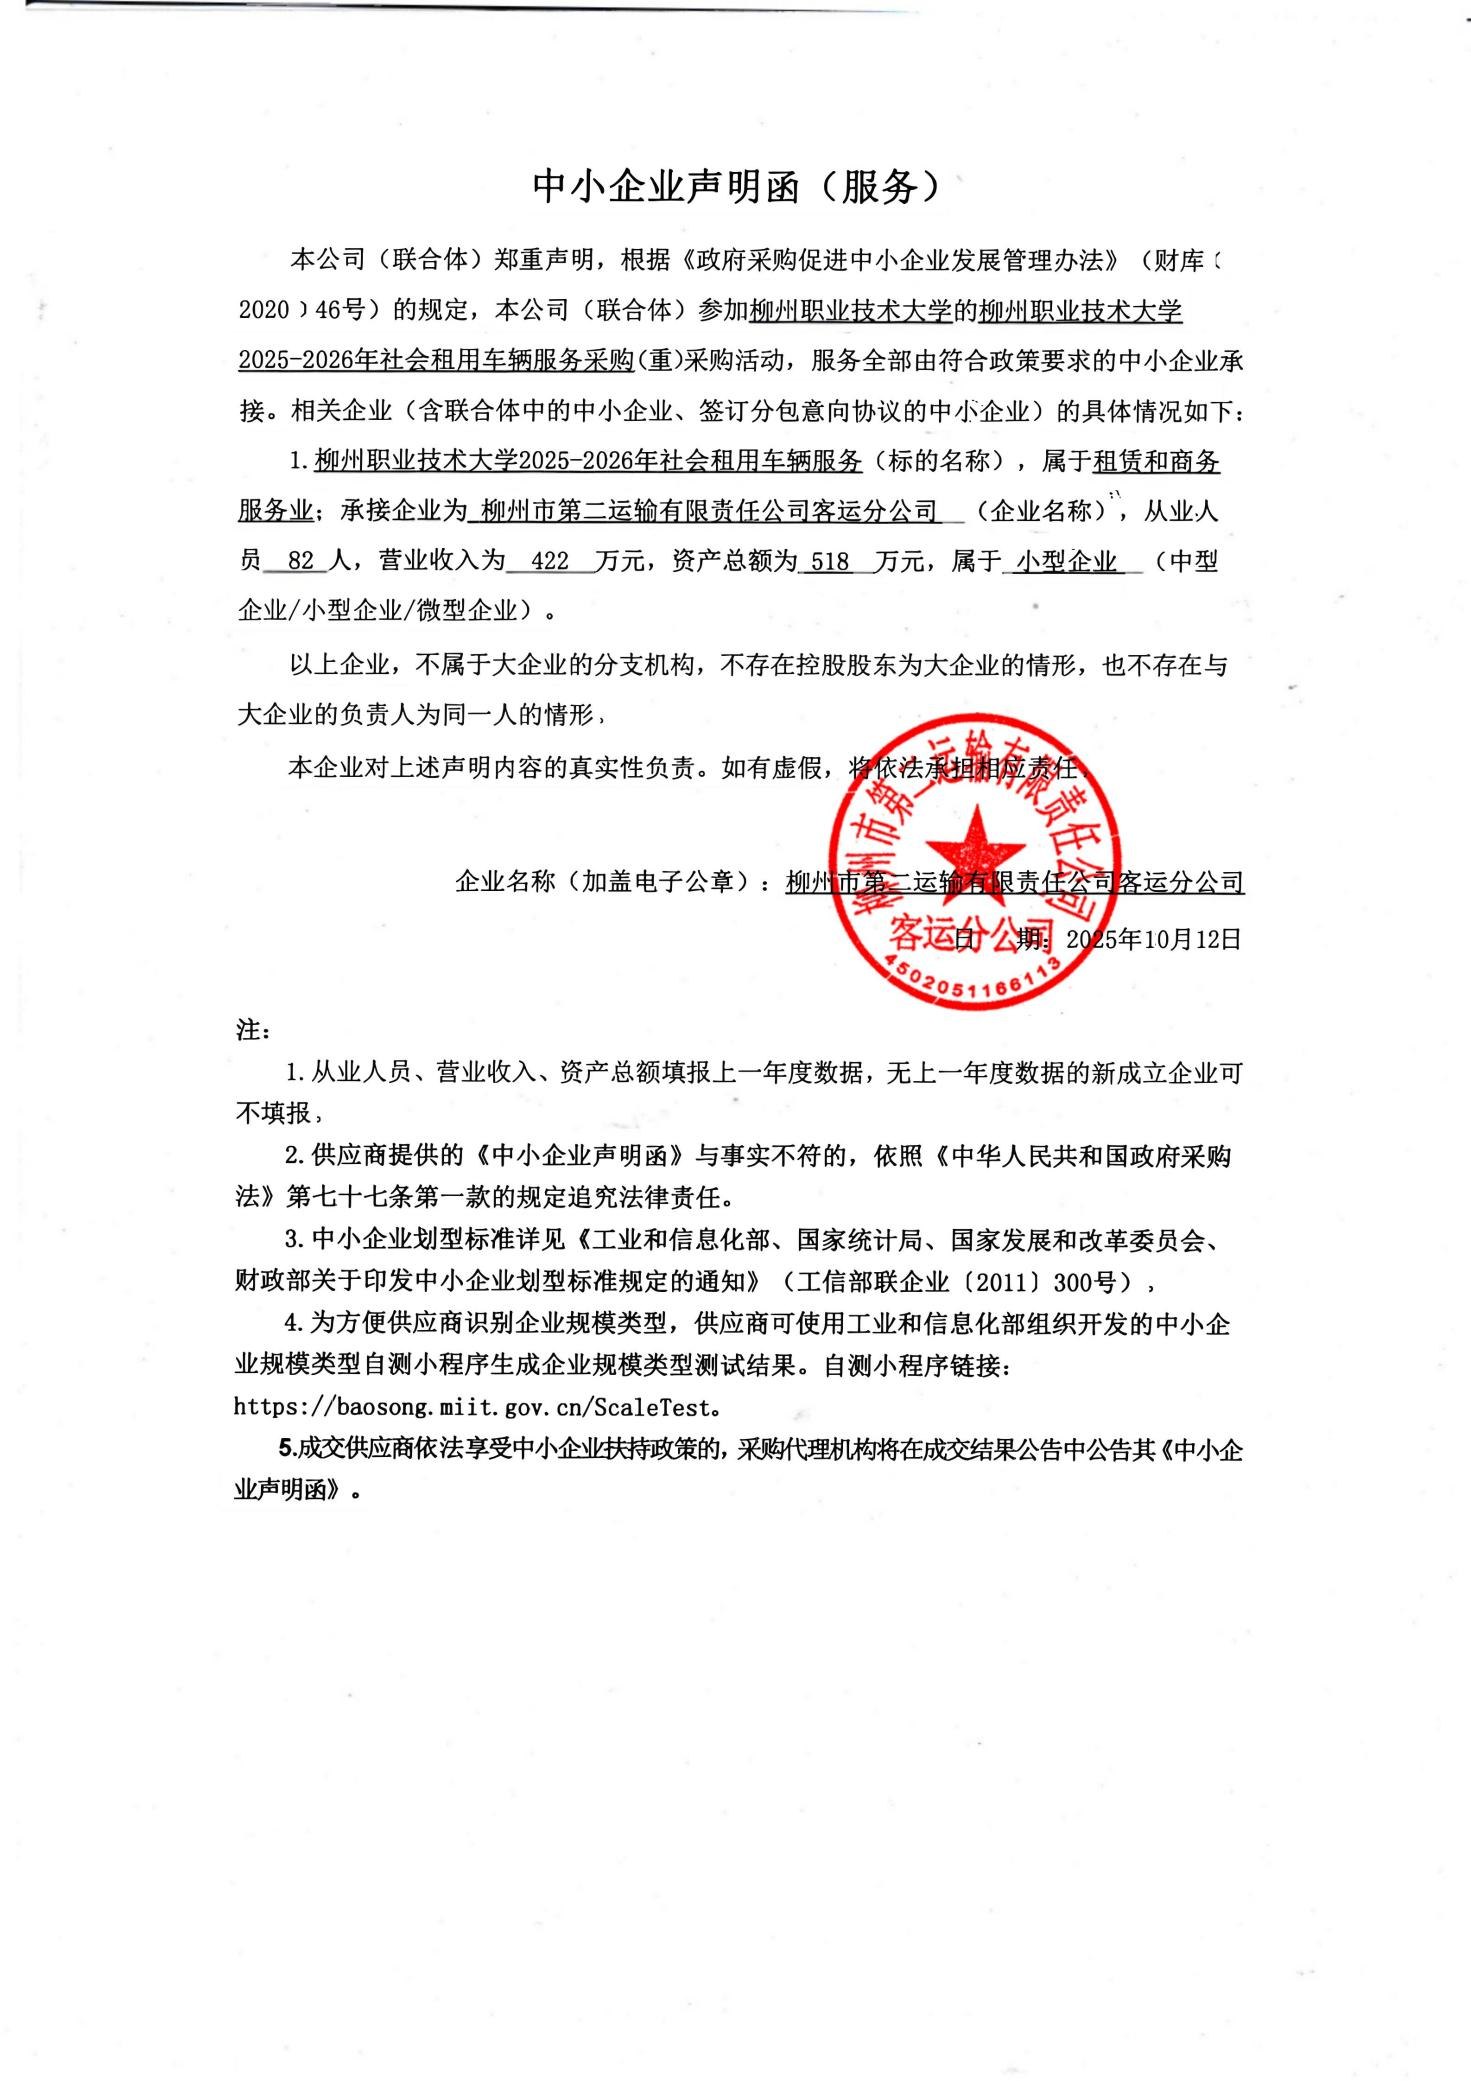 中小企业声明函（服务）
本公司（联合体）郑重声明，根据《政府采购促进中小企业发展管理办法》（财库﹝
2020﹞46号）的规定，本公司（联合体）参加柳州职业技术大学的柳州职业技术大学
2025-2026年社会租用车辆服务采购(重)采购活动，服务全部由符合政策要求的中小企业承
接。相关企业（含联合体中的中小企业、签订分包意向协议的中小企业）的具体情况如下：
1.柳州职业技术大学2025-2026年社会租用车辆服务（标的名称），属于租赁和商务
服务业；承接企业为 柳州市第二运输有限责任公司客运分公司 （企业名称），从业人
员 82 人，营业收入为 422 万元，资产总额为 518 万元，属于 小型企业 （中型
企业/小型企业/微型企业）。
以上企业，不属于大企业的分支机构，不存在控股股东为大企业的情形，也不存在与
大企业的负责人为同一人的情形。
本企业对上述声明内容的真实性负责。如有虚假，将依法承担相应责任。
企业名称（加盖电子公章）：柳州市第二运输有限责任公司客运分公司
日 期：2025年10月12日
柳州市第二运输有限责任公司
客运分公司
4502051166113
注：
1.从业人员、营业收入、资产总额填报上一年度数据，无上一年度数据的新成立企业可
不填报。
2.供应商提供的《中小企业声明函》与事实不符的，依照《中华人民共和国政府采购
法》第七十七条第一款的规定追究法律责任。
3.中小企业划型标准详见《工业和信息化部、国家统计局、国家发展和改革委员会、
财政部关于印发中小企业划型标准规定的通知》（工信部联企业〔2011〕300号）。
4.为方便供应商识别企业规模类型，供应商可使用工业和信息化部组织开发的中小企
业规模类型自测小程序生成企业规模类型测试结果。自测小程序链接：
https://baosong.miit.gov.cn/ScaleTest。
5.成交供应商依法享受中小企业扶持政策的，采购代理机构将在成交结果公告中公告其《中小企
业声明函》。